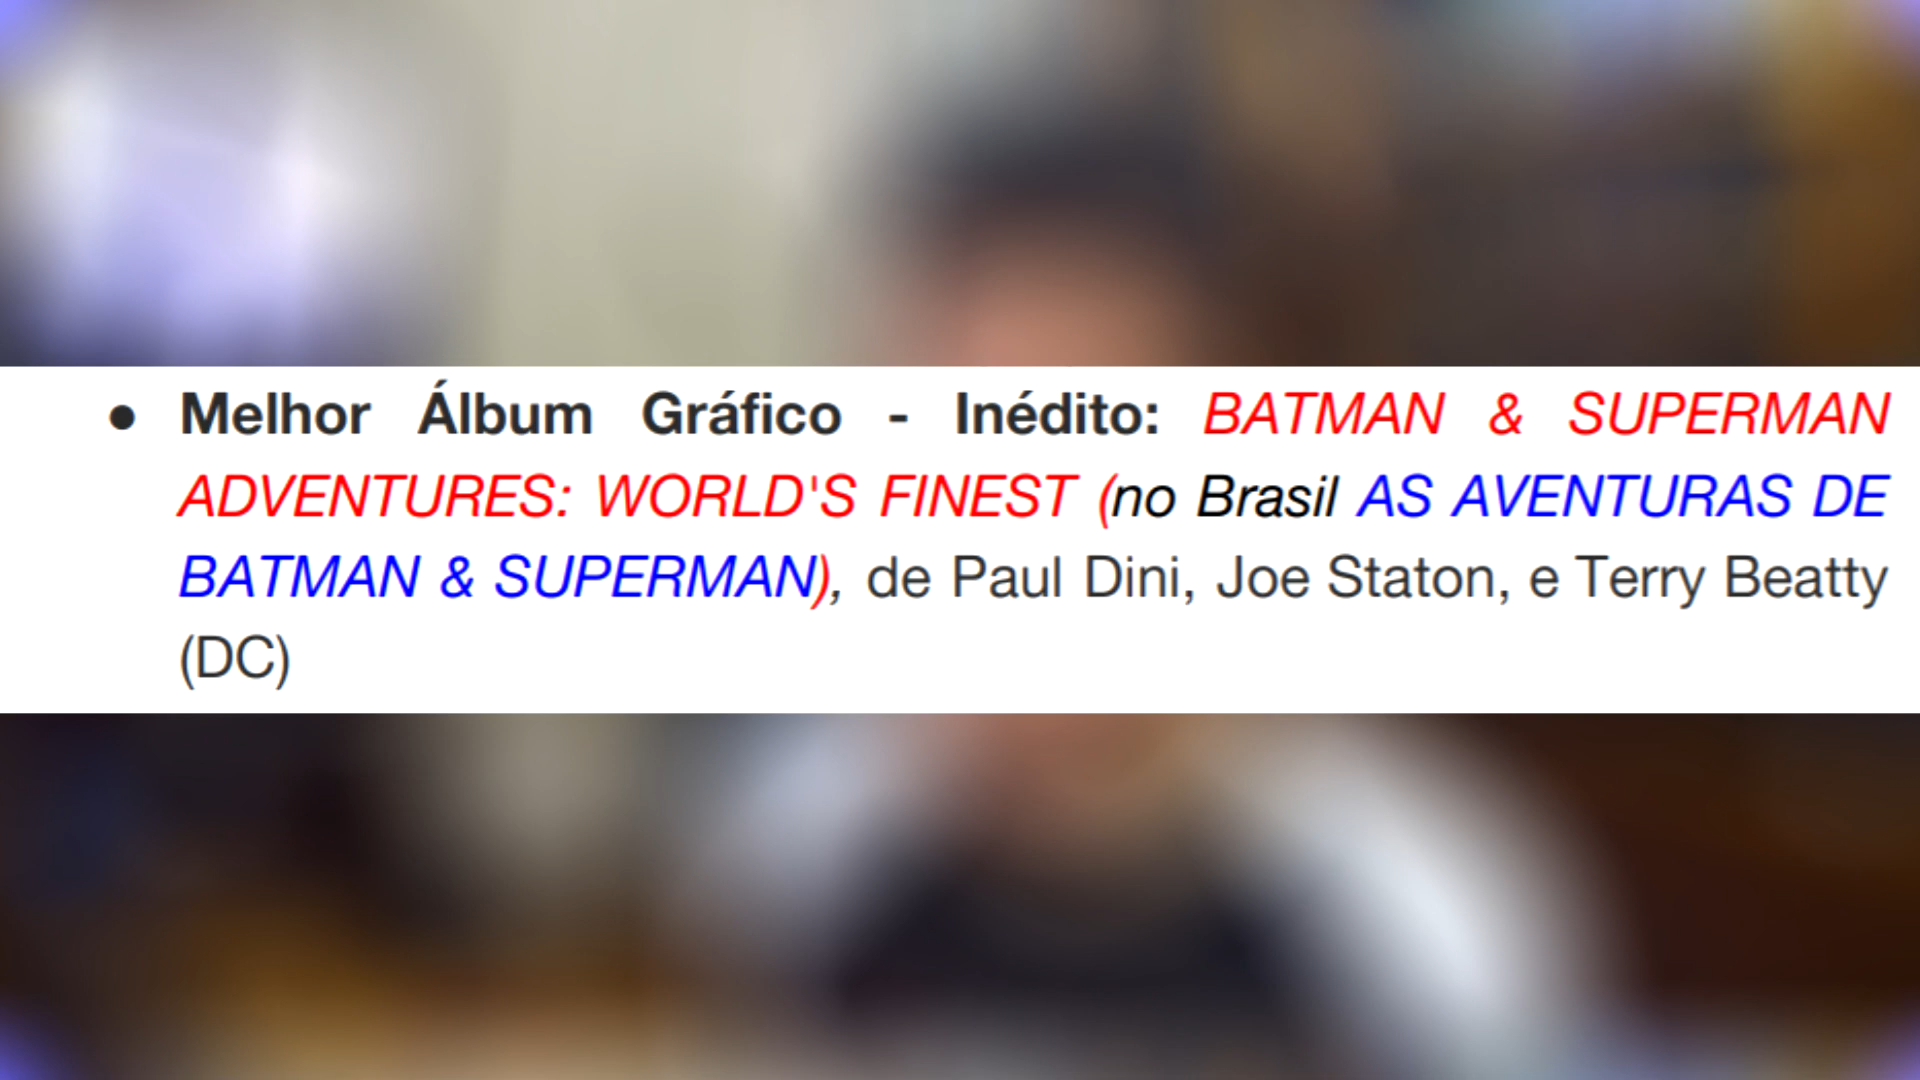 ● Melhor Álbum Gráfico - Inédito: BATMAN & SUPERMAN
ADVENTURES: WORLD'S FINEST (no Brasil AS AVENTURAS DE
BATMAN & SUPERMAN), de Paul Dini, Joe Staton, e Terry Beatty
(DC)